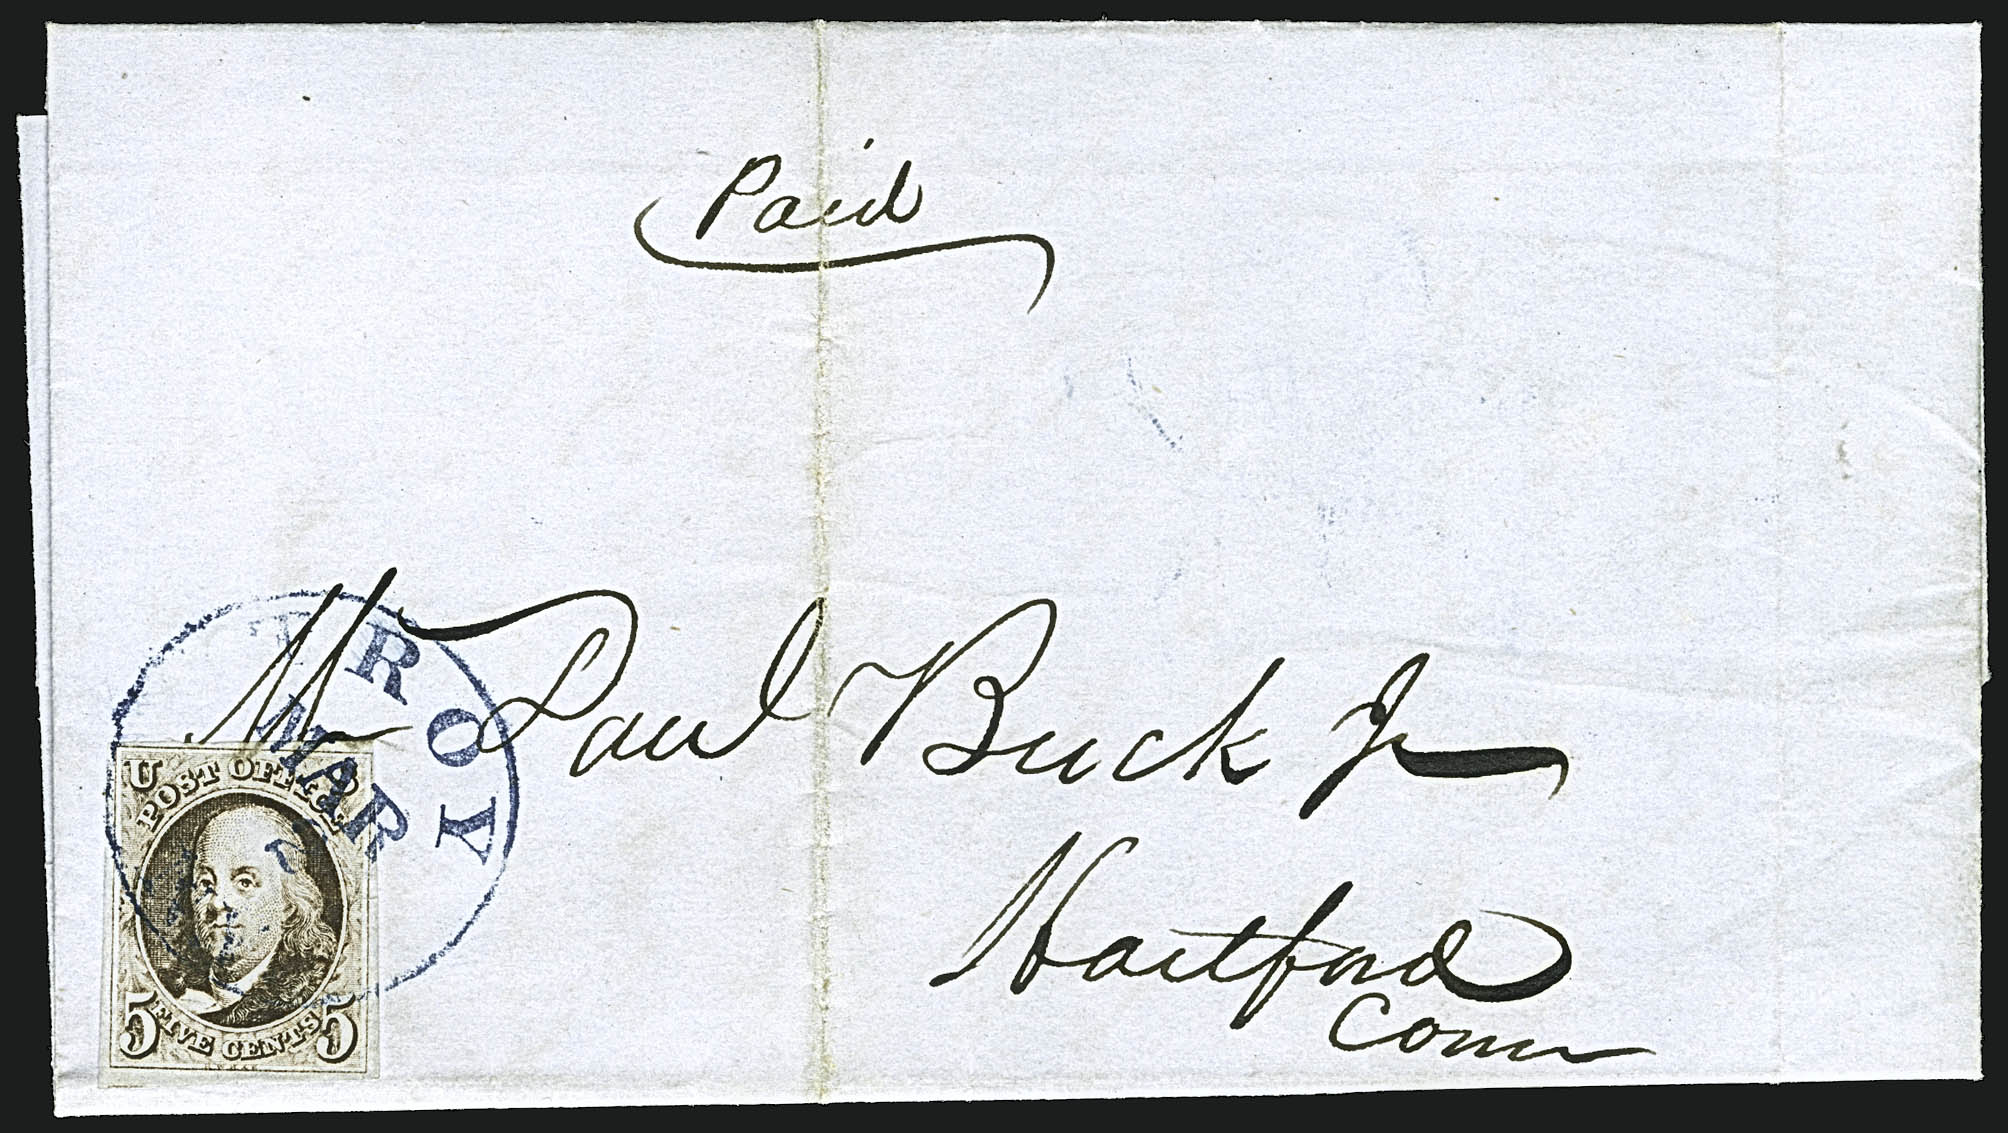 Paid
Mr Paul Buck Jr
Hartford
Conn
TROY
MAR
U
POST OFFICE
5 FIVE CENTS 5